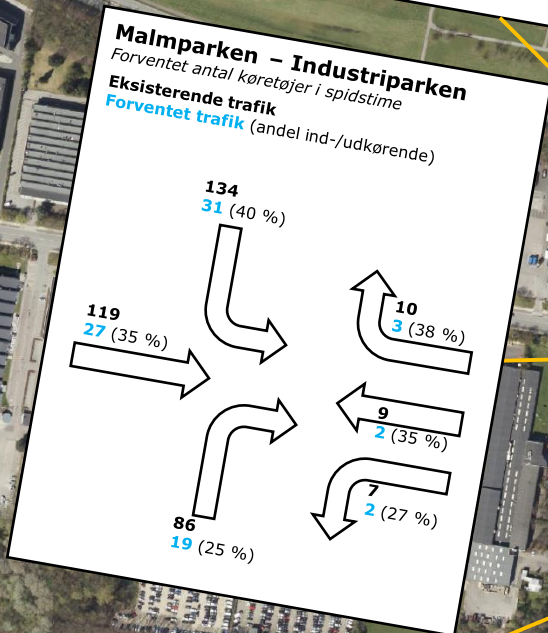 Malmparken – Industriparken
Forventet antal køretøjer i spidstime
Eksisterende trafik
Forventet trafik (andel ind-/udkørende)
134
31 (40 %)
10
3 (38 %)
119
27 (35 %)
9
2 (35 %)
7
2 (27 %)
86
19 (25 %)